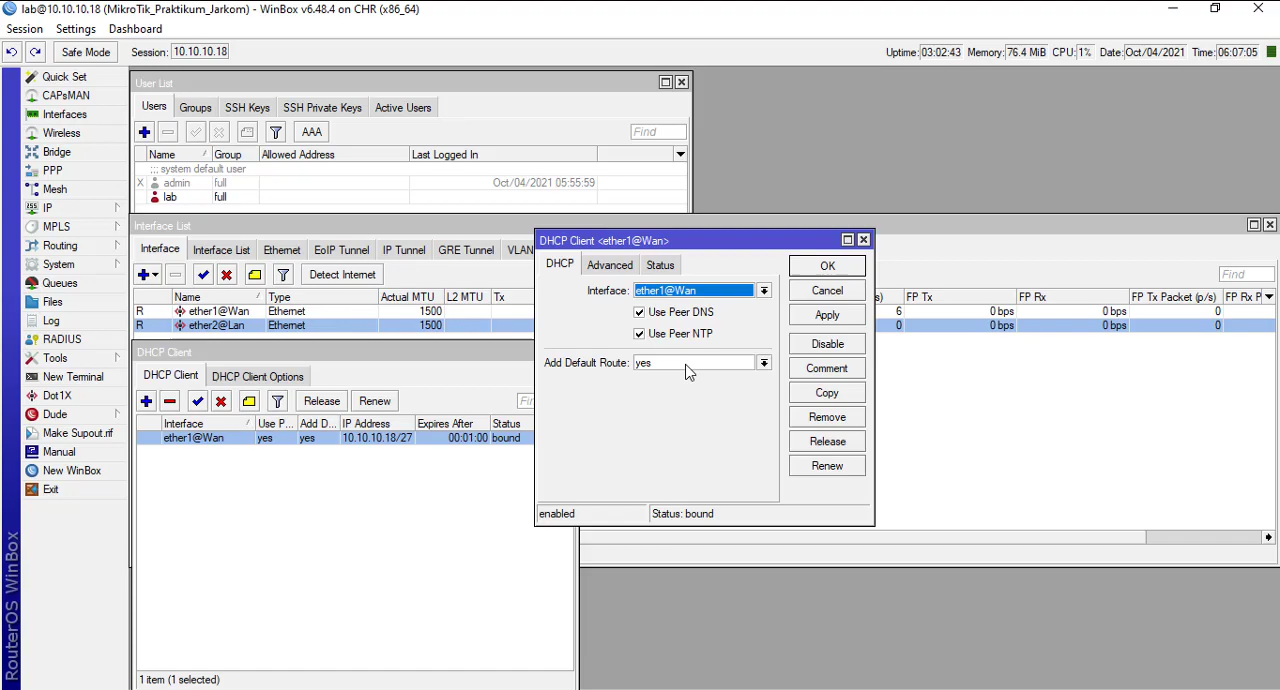 lab@10.10.10.18 (MikroTik_Praktikum_Jarkom) - WinBox v6.48.4 on CHR (x86_64)
Session Settings Dashboard
Safe Mode Session: 10.10.10.18 Uptime: 03:02:43 Memory: 76.4 MiB CPU: 1% Date: Oct/04/2021 Time: 06:07:05
Quick Set
CAPsMAN
Interfaces
Wireless
Bridge
PPP
Mesh
IP
MPLS
Routing
System
Queues
Files
Log
RADIUS
Tools
New Terminal
Dot1X
Dude
Make Supout.rif
Manual
New WinBox
Exit
RouterOS WinBox
User List
Users Groups SSH Keys SSH Private Keys Active Users
AAA Find
Name Group Allowed Address Last Logged In
;;; system default user
X admin full Oct/04/2021 05:55:59
lab full
Interface List
Interface Interface List Ethernet EoIP Tunnel IP Tunnel GRE Tunnel VLAN
Detect Internet Find
Name Type Actual MTU L2 MTU Tx s) FP Tx FP Rx FP Tx Packet (p/s) FP Rx P
R ether1@Wan Ethernet 1500 6 0 bps 0 bps 0
R ether2@Lan Ethernet 1500 0 0 bps 0 bps 0
DHCP Client
DHCP Client DHCP Client Options
Release Renew Fin
Interface Use P... Add D... IP Address Expires After Status
ether1@Wan yes yes 10.10.10.18/27 00:01:00 bound
1 item (1 selected)
DHCP Client <ether1@Wan>
DHCP Advanced Status
Interface: ether1@Wan
Use Peer DNS
Use Peer NTP
Add Default Route: yes
OK
Cancel
Apply
Disable
Comment
Copy
Remove
Release
Renew
enabled Status: bound